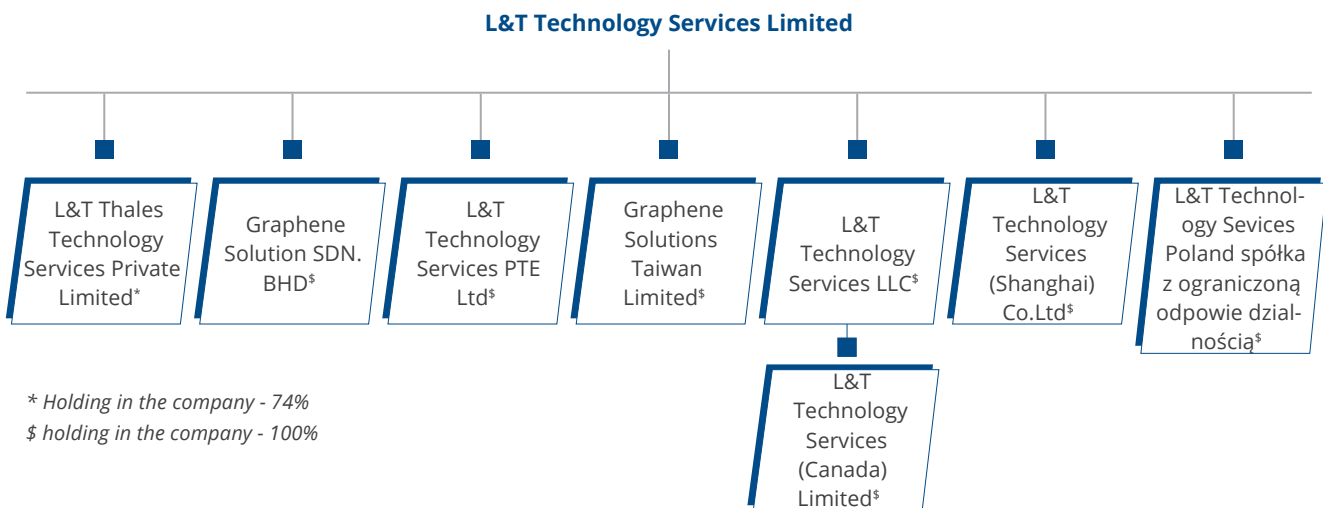 L&T Technology Services Limited
L&T Thales
Technology
Services Private
Limited*
Graphene
Solution SDN.
BHD$
L&T
Technology
Services PTE
Ltd$
Graphene
Solutions
Taiwan
Limited$
L&T
Technology
Services LLC$
L&T
Technology
Services
(Shanghai)
Co.Ltd$
L&T Technol-
ogy Sevices
Poland spółka
z ograniczoną
odpowie dzial-
nością$
L&T
Technology
Services
(Canada)
Limited$
* Holding in the company - 74%
$ holding in the company - 100%